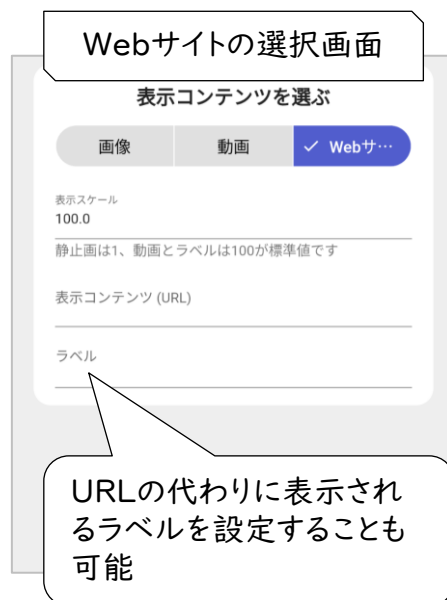 Webサイトの選択画面
表示コンテンツを選ぶ
画像 動画 ✓ Webサ…
表示スケール
100.0
静止画は1、動画とラベルは100が標準値です
表示コンテンツ (URL)
ラベル
URLの代わりに表示され
るラベルを設定することも
可能